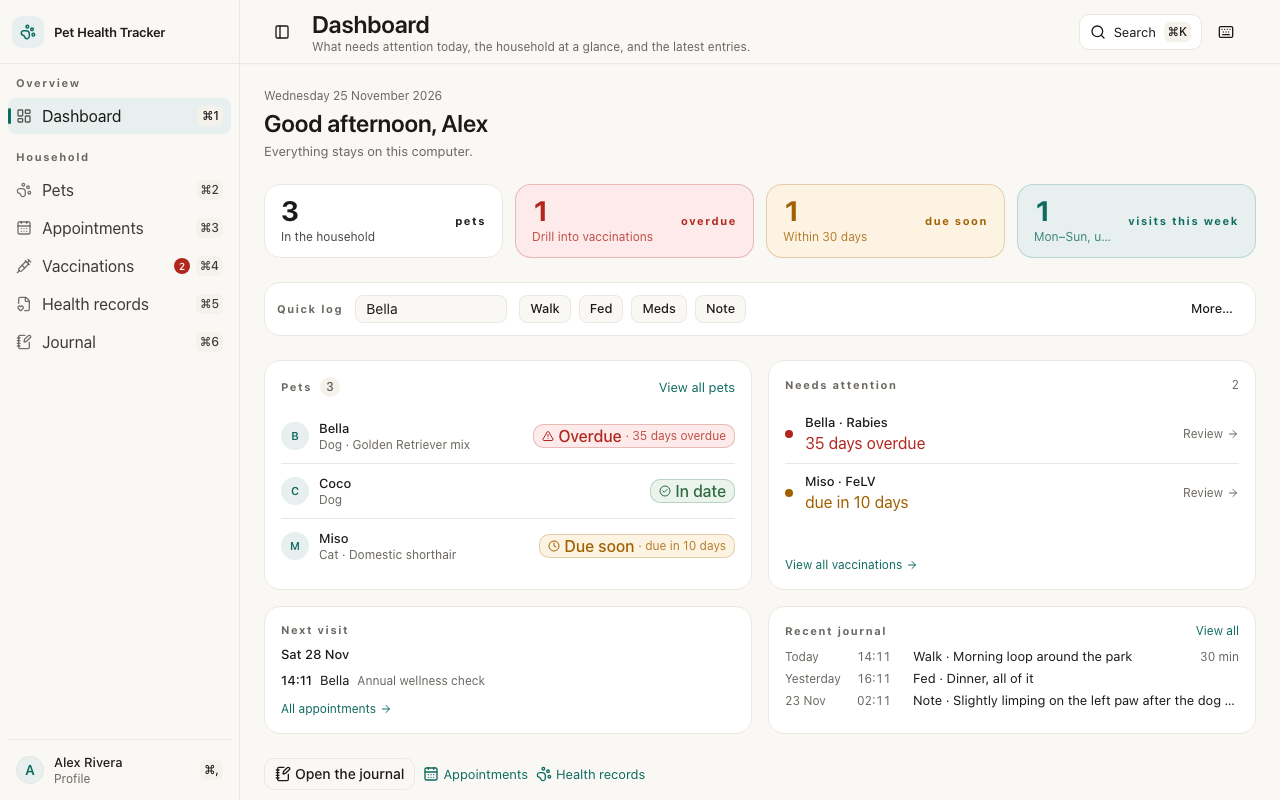 Pet Health Tracker
Overview
Dashboard ⌘1
Household
Pets ⌘2
Appointments ⌘3
Vaccinations 2 ⌘4
Health records ⌘5
Journal ⌘6
A Alex Rivera
Profile
⌘,
Dashboard
What needs attention today, the household at a glance, and the latest entries.
Search ⌘K
Wednesday 25 November 2026
Good afternoon, Alex
Everything stays on this computer.
3 pets
In the household
1 overdue
Drill into vaccinations
1 due soon
Within 30 days
1 visits this week
Mon–Sun, u...
Quick log Bella Walk Fed Meds Note More...
Pets 3 View all pets
B Bella
Dog · Golden Retriever mix
Overdue · 35 days overdue
C Coco
Dog
In date
M Miso
Cat · Domestic shorthair
Due soon · due in 10 days
Needs attention 2
Bella · Rabies
35 days overdue
Review →
Miso · FeLV
due in 10 days
Review →
View all vaccinations →
Next visit
Sat 28 Nov
14:11 Bella Annual wellness check
All appointments →
Recent journal View all
Today 14:11 Walk · Morning loop around the park 30 min
Yesterday 16:11 Fed · Dinner, all of it
23 Nov 02:11 Note · Slightly limping on the left paw after the dog ...
Open the journal Appointments Health records